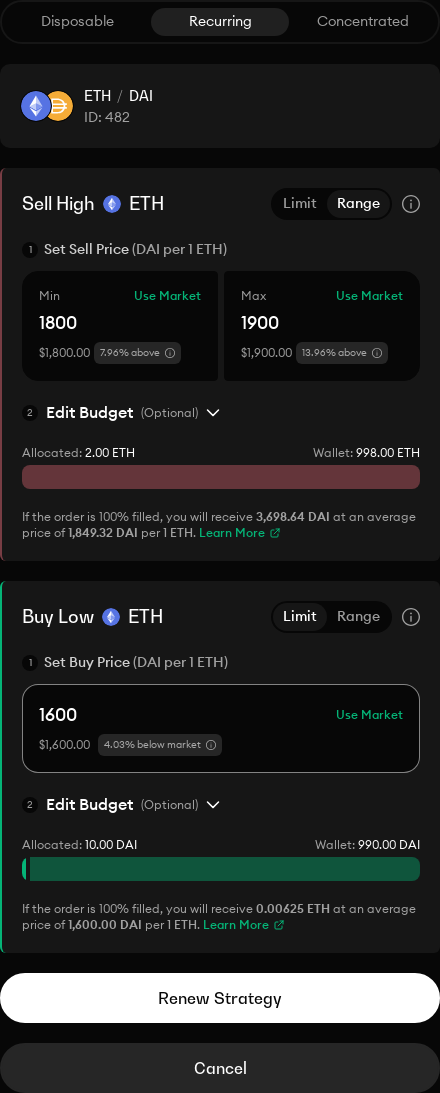 Disposable Recurring Concentrated
ETH / DAI
ID: 482
Sell High ETH Limit Range
1 Set Sell Price (DAI per 1 ETH)
Min Use Market Max Use Market
1800 1900
$1,800.00 7.96% above $1,900.00 13.96% above
2 Edit Budget (Optional)
Allocated: 2.00 ETH Wallet: 998.00 ETH
If the order is 100% filled, you will receive 3,698.64 DAI at an average
price of 1,849.32 DAI per 1 ETH. Learn More
Buy Low ETH Limit Range
1 Set Buy Price (DAI per 1 ETH)
1600 Use Market
$1,600.00 4.03% below market
2 Edit Budget (Optional)
Allocated: 10.00 DAI Wallet: 990.00 DAI
If the order is 100% filled, you will receive 0.00625 ETH at an average
price of 1,600.00 DAI per 1 ETH. Learn More
Renew Strategy
Cancel